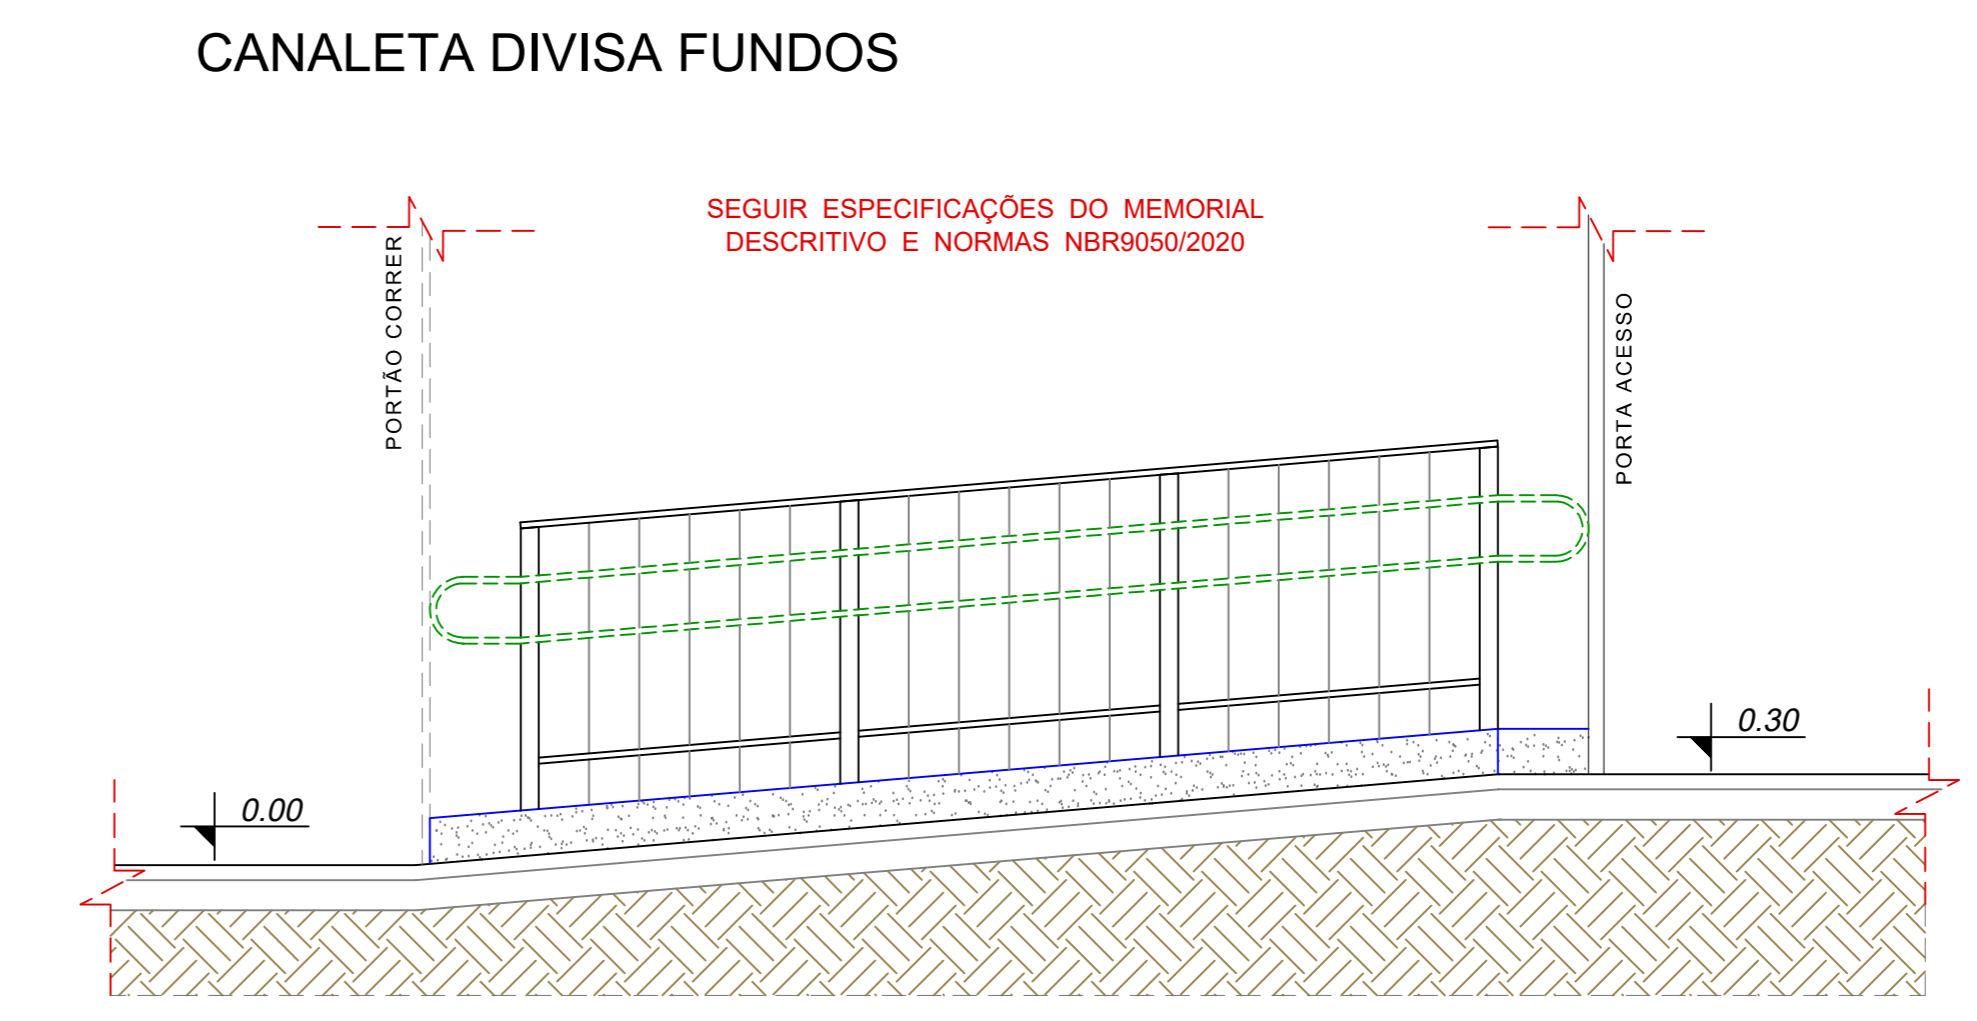 CANALETA DIVISA FUNDOS
SEGUIR ESPECIFICAÇÕES DO MEMORIAL
DESCRITIVO E NORMAS NBR9050/2020
PORTÃO CORRER
PORTA ACESSO
0.30
0.00